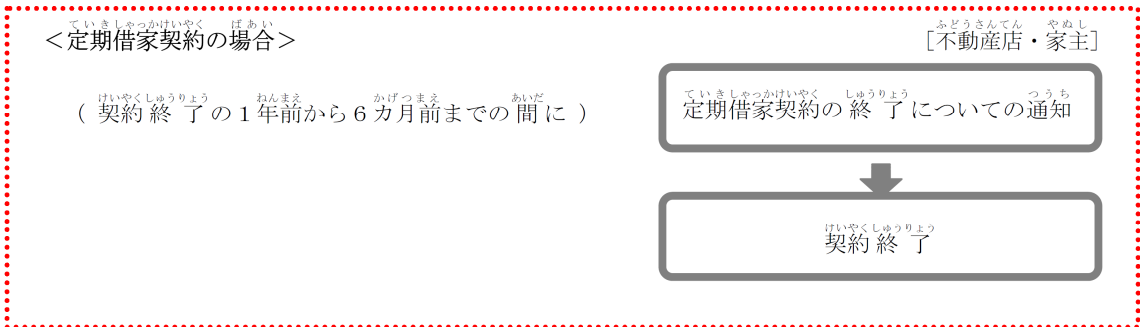 ＜定期借家契約の場合＞
［不動産店・家主］
（ 契約終了の１年前から６カ月前までの間に ）
定期借家契約の終了についての通知
契約終了